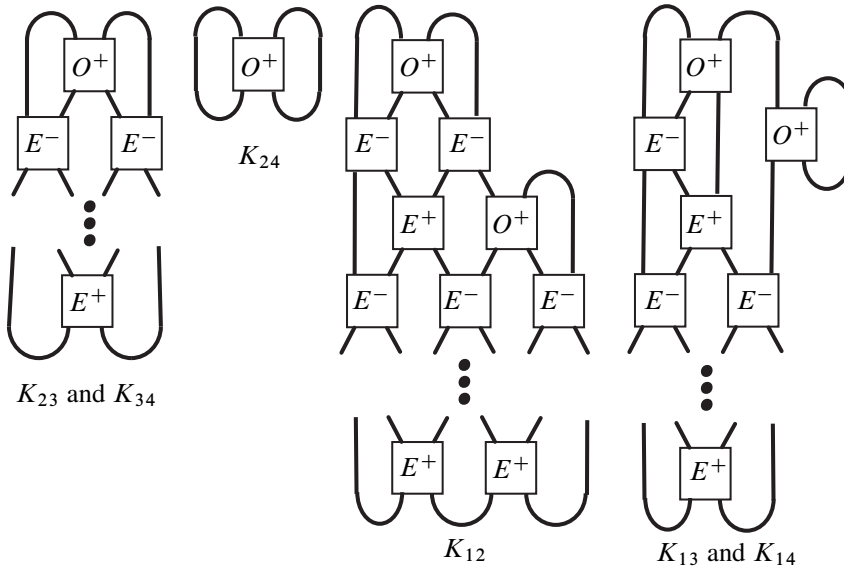 O⁺ O⁺ O⁺ O⁺
E⁻ E⁻ E⁻ E⁻ E⁻ O⁺
K₂₄
E⁺ O⁺ E⁺
E⁺ E⁻ E⁻ E⁻ E⁻ E⁻
K₂₃ and K₃₄
E⁺ E⁺ E⁺
K₁₂ K₁₃ and K₁₄